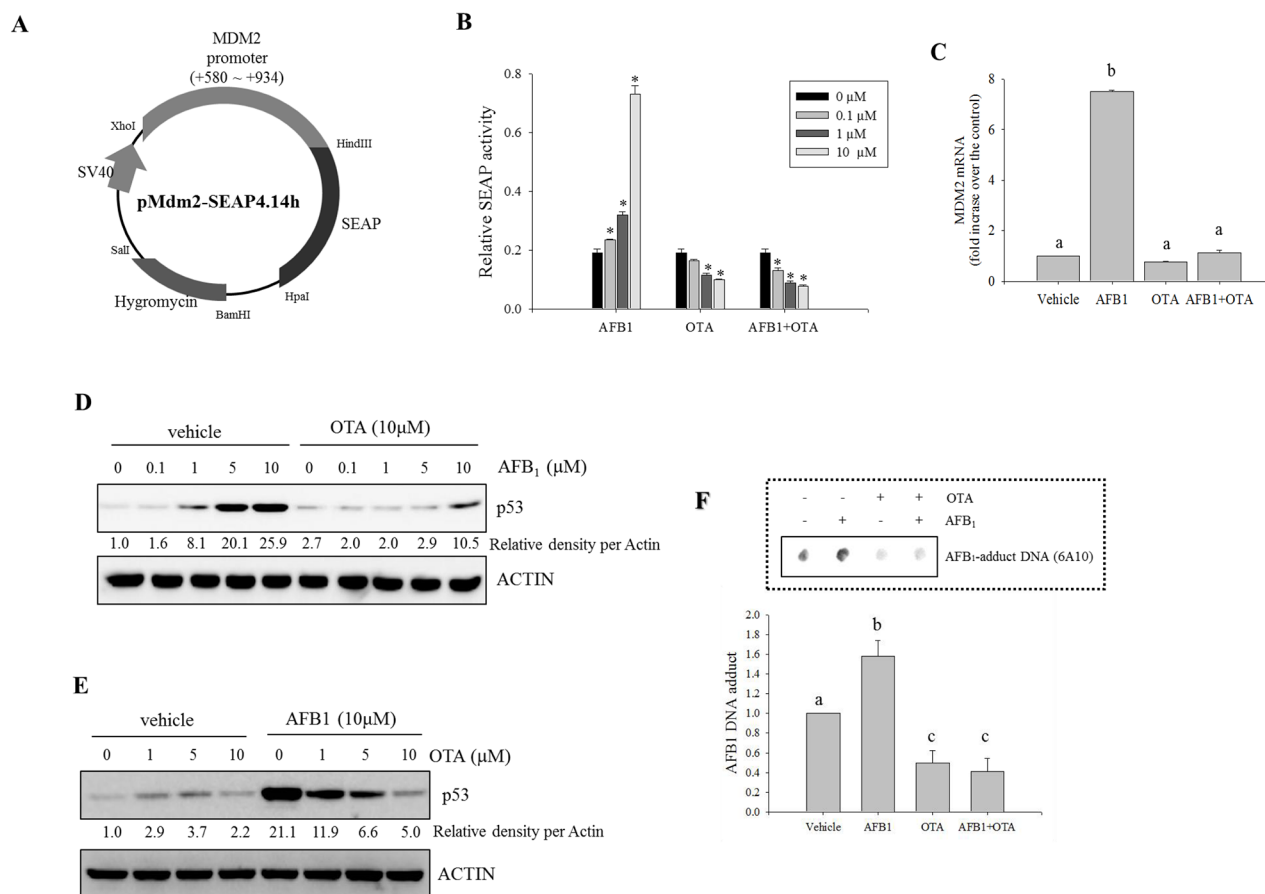 A
MDM2
promoter
(+580 ~ +934)
XhoI
HindIII
SV40
pMdm2-SEAP4.14h
SEAP
SalI
Hygromycin
HpaI
BamHI
B
Relative SEAP activity
0.8
0.6
0.4
0.2
0.0
* * *
*
* *
* * *
0 μM
0.1 μM
1 μM
10 μM
AFB1 OTA AFB1+OTA
C
MDM2 mRNA
(fold incrase over the control)
8
6
4
2
0
a b a a
Vehicle AFB1 OTA AFB1+OTA
D
vehicle OTA (10μM)
0 0.1 1 5 10 0 0.1 1 5 10 AFB1 (μM)
p53
1.0 1.6 8.1 20.1 25.9 2.7 2.0 2.0 2.9 10.5 Relative density per Actin
ACTIN
E
vehicle AFB1 (10μM)
0 1 5 10 0 1 5 10 OTA (μM)
p53
1.0 2.9 3.7 2.2 21.1 11.9 6.6 5.0 Relative density per Actin
ACTIN
F
- - + + OTA
- + - + AFB1
AFB1-adduct DNA (6A10)
AFB1 DNA adduct
2.0
1.8
1.6
1.4
1.2
1.0
0.8
0.6
0.4
0.2
0.0
a b c c
Vehicle AFB1 OTA AFB1+OTA